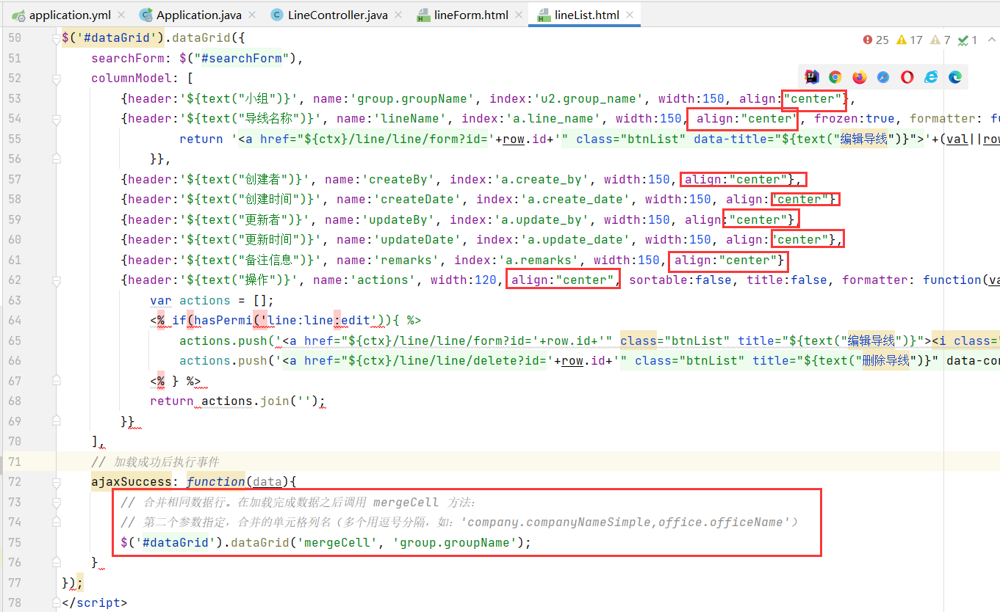 application.yml Application.java LineController.java lineForm.html lineList.html
25 17 7 1
50 $('#dataGrid').dataGrid({
51 searchForm: $("#searchForm"),
52 columnModel: [
53 {header:'${text("小组")}', name:'group.groupName', index:'u2.group_name', width:150, align:"center"},
54 {header:'${text("导线名称")}', name:'lineName', index:'a.line_name', width:150, align:"center", frozen:true, formatter: fu
55 return '<a href="${ctx}/line/line/form?id='+row.id+'" class="btnList" data-title="${text("编辑导线")}">'+(val||row
56 }},
57 {header:'${text("创建者")}', name:'createBy', index:'a.create_by', width:150, align:"center"},
58 {header:'${text("创建时间")}', name:'createDate', index:'a.create_date', width:150, align:"center"}
59 {header:'${text("更新者")}', name:'updateBy', index:'a.update_by', width:150, align:"center"},
60 {header:'${text("更新时间")}', name:'updateDate', index:'a.update_date', width:150, align:"center"},
61 {header:'${text("备注信息")}', name:'remarks', index:'a.remarks', width:150, align:"center"}
62 {header:'${text("操作")}', name:'actions', width:120, align:"center", sortable:false, title:false, formatter: function(va
63 var actions = [];
64 <% if(hasPermi('line:line:edit')){ %>
65 actions.push('<a href="${ctx}/line/line/form?id='+row.id+'" class="btnList" title="${text("编辑导线")}"><i class="
66 actions.push('<a href="${ctx}/line/line/delete?id='+row.id+'" class="btnList" title="${text("删除导线")}" data-con
67 <% } %>
68 return actions.join('');
69 }}
70 ],
71 // 加载成功后执行事件
72 ajaxSuccess: function(data){
73 // 合并相同数据行。在加载完成数据之后调用 mergeCell 方法:
74 // 第二个参数指定，合并的单元格列名（多个用逗号分隔，如：'company.companyNameSimple,office.officeName'）
75 $('#dataGrid').dataGrid('mergeCell', 'group.groupName');
76 }
77 });
78 </script>